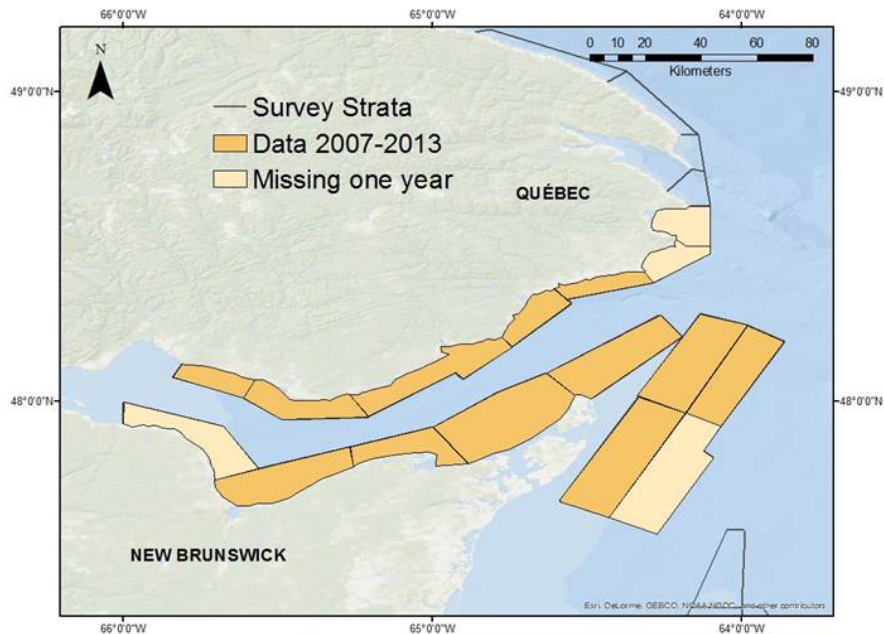 66°0'0"W 65°0'0"W 64°0'0"W
N
0 5 10 20 40 60 80
Kilometers
49°0'0"N 49°0'0"N
Survey Strata
Data 2007-2013
Missing one year
QUÉBEC
48°0'0"N 48°0'0"N
NEW BRUNSWICK
Esri, DeLorme, GEBCO, NOAA NGDC, and other contributors
66°0'0"W 65°0'0"W 64°0'0"W